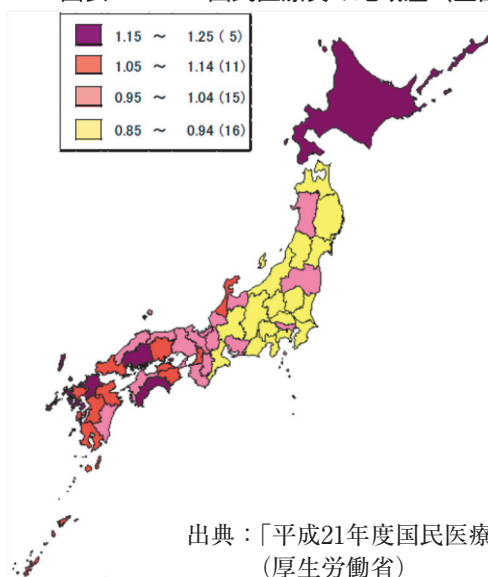 1.15 ～ 1.25 ( 5)
1.05 ～ 1.14 (11)
0.95 ～ 1.04 (15)
0.85 ～ 0.94 (16)
出典：「平成21年度国民医療
（厚生労働省）